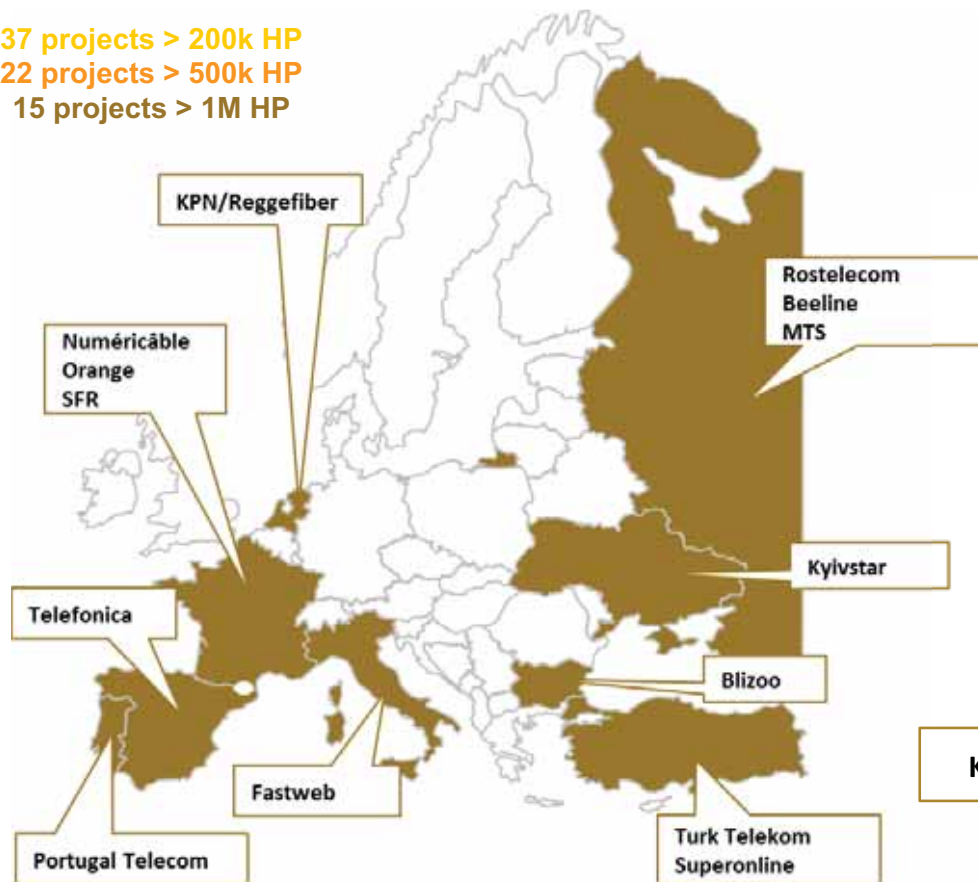 37 projects > 200k HP
22 projects > 500k HP
15 projects > 1M HP
KPN/Reggefiber
Rostelecom
Beeline
MTS
Numéricâble
Orange
SFR
Kyivstar
Telefonica
Blizoo
K
Fastweb
Turk Telekom
Superonline
Portugal Telecom